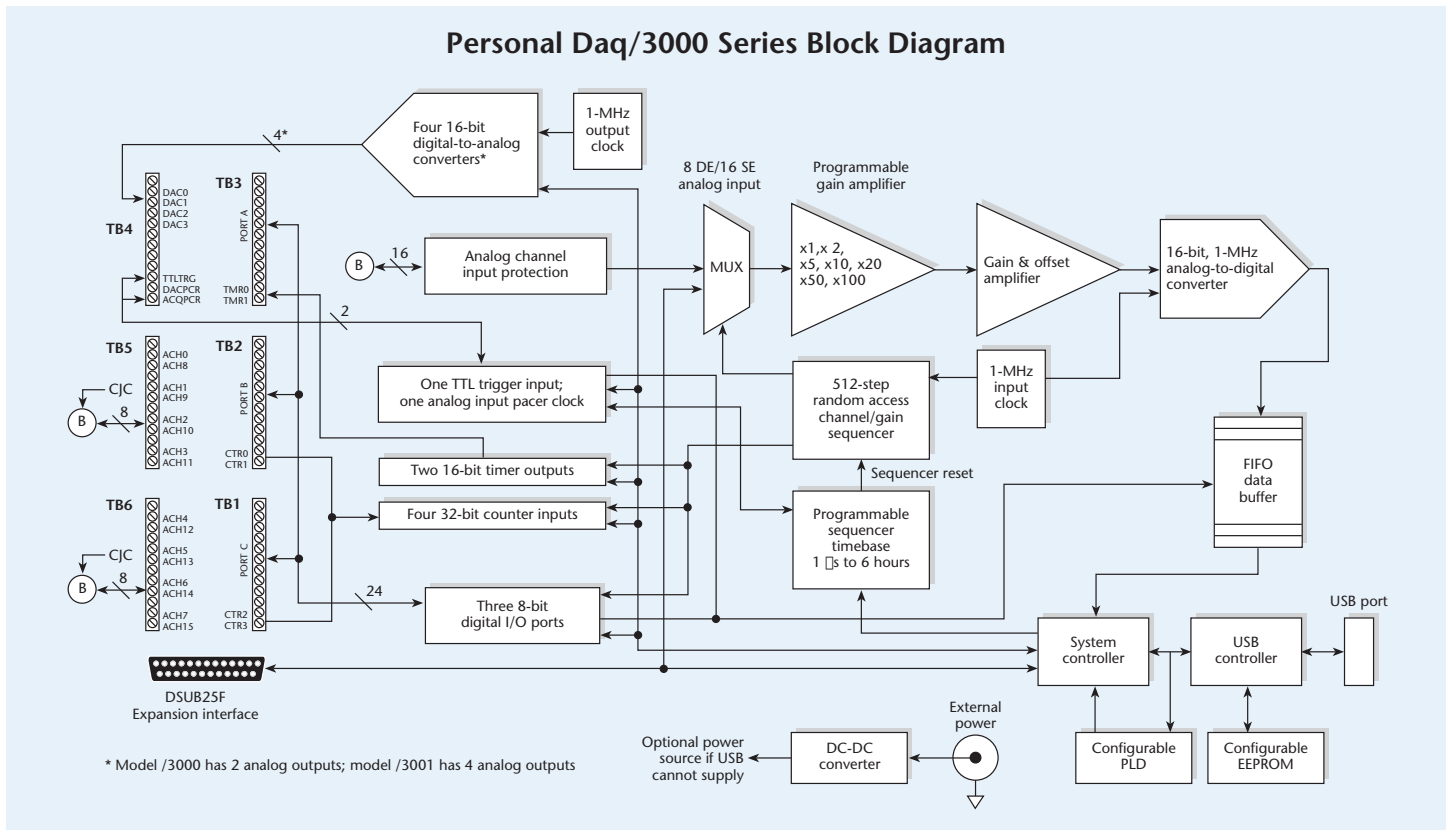 Personal Daq/3000 Series Block Diagram
4*
Four 16-bit
digital-to-analog
converters*
1-MHz
output
clock
8 DE/16 SE
analog input
Programmable
gain amplifier
TB4
DAC0
DAC1
DAC2
DAC3
TTLTRG
DACPCR
ACQPCR
TB3
PORT A
TMR0
TMR1
B
16
Analog channel
input protection
MUX
x1,x 2,
x5, x10, x20
x50, x100
Gain & offset
amplifier
16-bit, 1-MHz
analog-to-digital
converter
2
TB5
ACH0
ACH8
ACH1
ACH9
ACH2
ACH10
ACH3
ACH11
CJC
B
8
TB2
PORT B
CTR0
CTR1
One TTL trigger input;
one analog input pacer clock
512-step
random access
channel/gain
sequencer
1-MHz
input
clock
Two 16-bit timer outputs
Sequencer reset
FIFO
data
buffer
Four 32-bit counter inputs
Programmable
sequencer
timebase
1 □s to 6 hours
TB6
ACH4
ACH12
ACH5
ACH13
ACH6
ACH14
ACH7
ACH15
CJC
B
8
TB1
PORT C
CTR2
CTR3
24
Three 8-bit
digital I/O ports
System
controller
USB
controller
USB port
DSUB25F
Expansion interface
External
power
Optional power
source if USB
cannot supply
DC-DC
converter
Configurable
PLD
Configurable
EEPROM
* Model /3000 has 2 analog outputs; model /3001 has 4 analog outputs